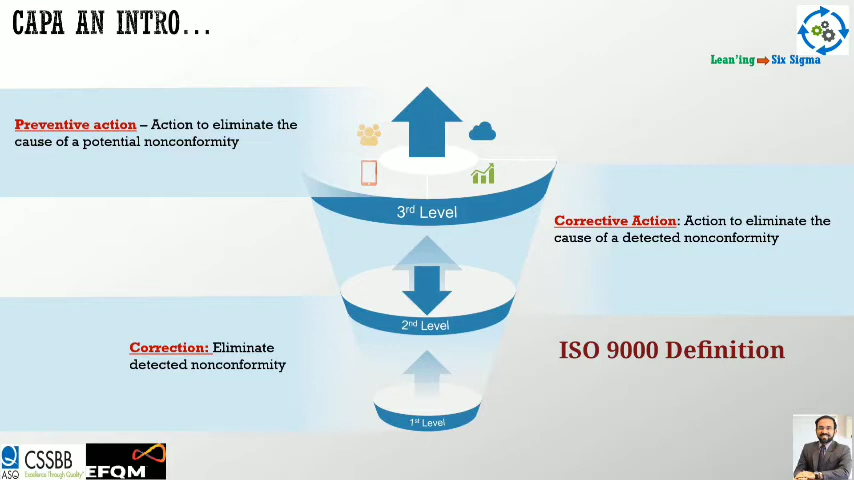 CAPA AN INTRO...
Lean'ing Six Sigma
Preventive action – Action to eliminate the
cause of a potential nonconformity
3rd Level
Corrective Action: Action to eliminate the
cause of a detected nonconformity
2nd Level
Correction: Eliminate
detected nonconformity
ISO 9000 Definition
1st Level
ASQ
CSSBB
Excellence Through Quality
EFQM